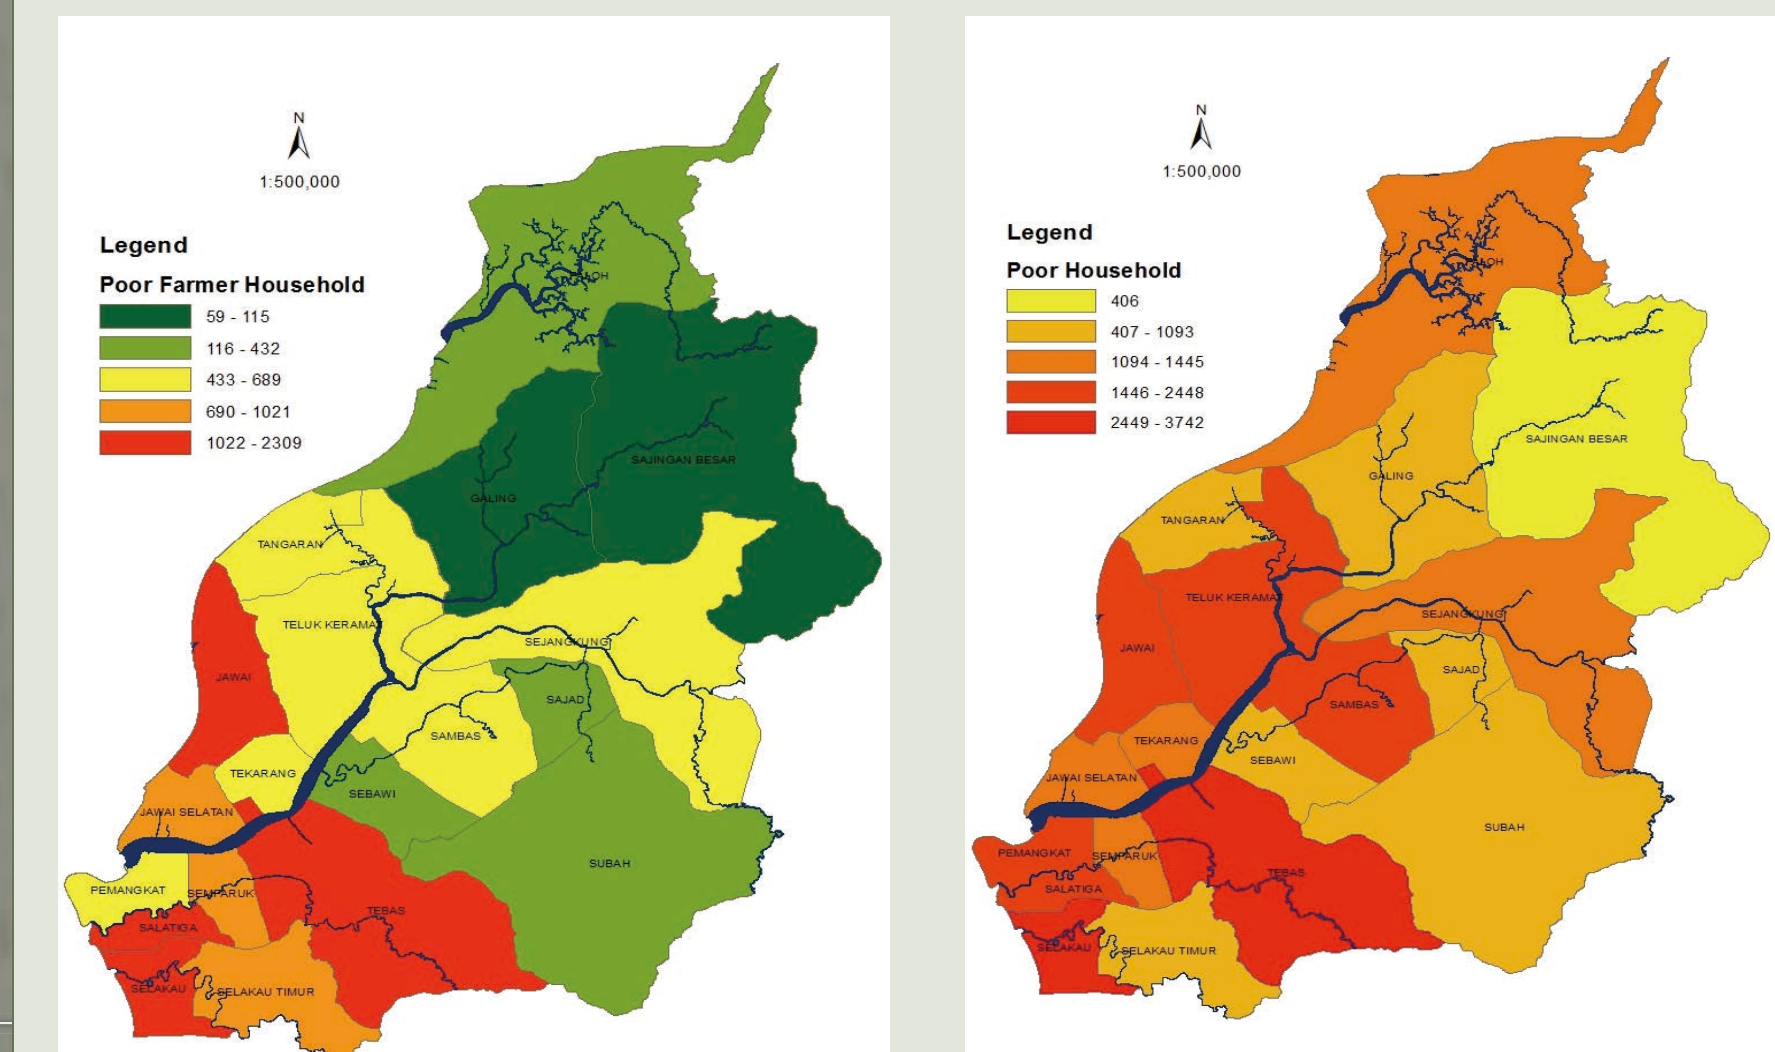 N
1:500,000
Legend
Poor Farmer Household
59 - 115
116 - 432
433 - 689
690 - 1021
1022 - 2309
SAJINGAN BESAR
GALING
TANGARAN
TELUK KERAMAT
SEJANGKUNG
JAWAI
SAJAD
SAMBAS
TEKARANG
SEBAWI
JAWAI SELATAN
SUBAH
PEMANGKAT
SEMPARUK
TEBAS
SALATIGA
SELAKAU
SELAKAU TIMUR
N
1:500,000
Legend
Poor Household
406
407 - 1093
1094 - 1445
1446 - 2448
2449 - 3742
SAJINGAN BESAR
GALING
TANGARAN
TELUK KERAMAT
SEJANGKUNG
JAWAI
SAJAD
SAMBAS
TEKARANG
SEBAWI
JAWAI SELATAN
SUBAH
PEMANGKAT
SEMPARUK
TEBAS
SALATIGA
SELAKAU
SELAKAU TIMUR